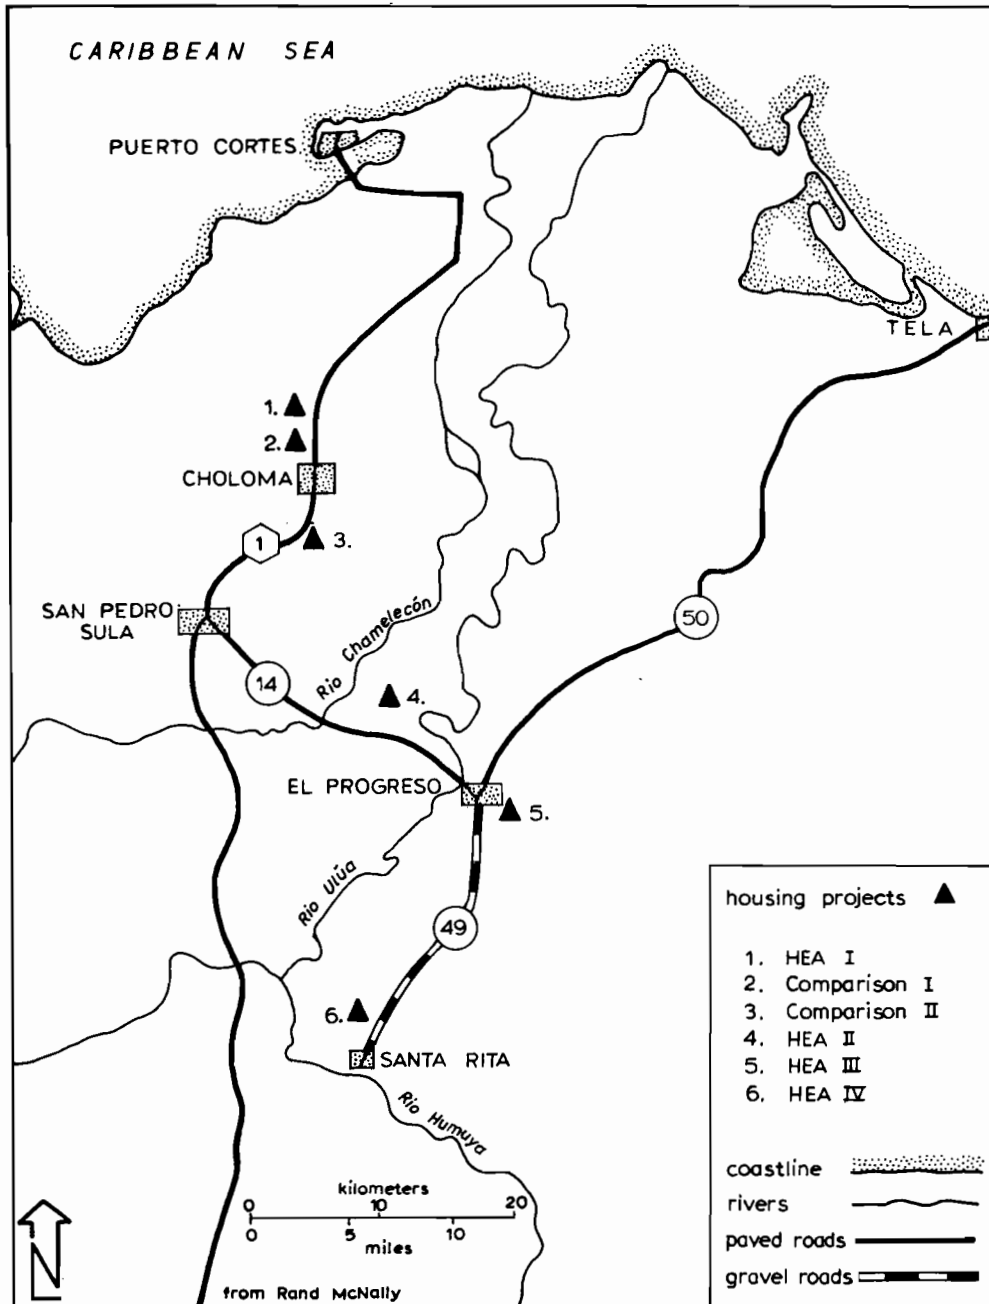 CARIBBEAN SEA
PUERTO CORTES
TELA
1.
2.
CHOLOMA
1
3.
SAN PEDRO
SULA
50
14
Rio Chamelecón
4.
EL PROGRESO
5.
Rio Ulúa
49
6.
SANTA RITA
Rio Humuya
housing projects
1. HEA I
2. Comparison I
3. Comparison II
4. HEA II
5. HEA III
6. HEA IV
coastline
rivers
paved roads
gravel roads
kilometers
0 10 20
0 5 10
miles
N
from Rand McNally